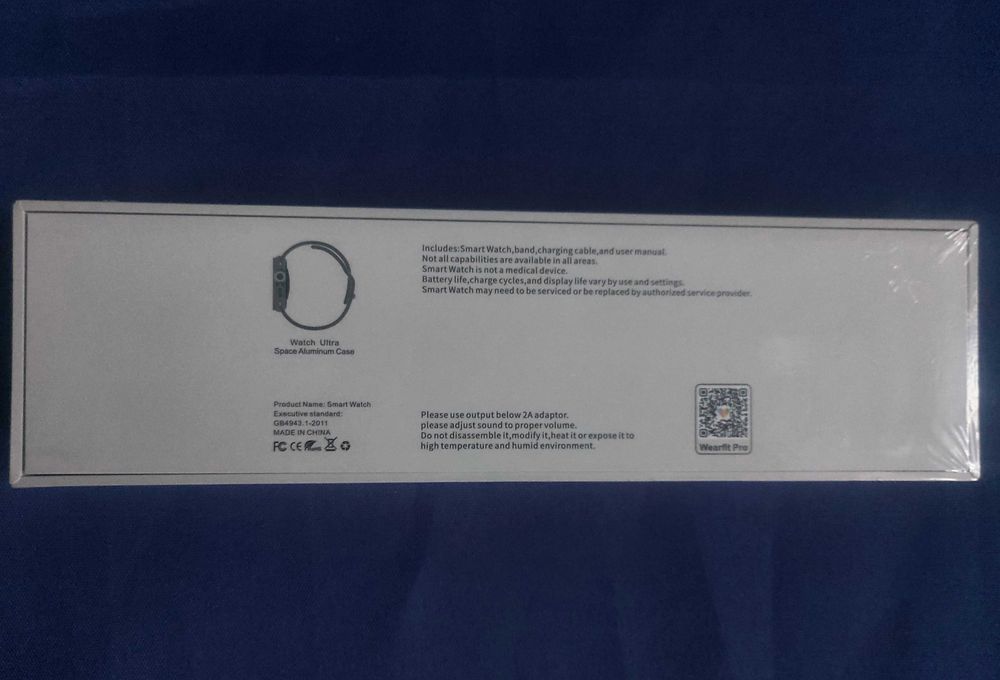 Includes:Smart Watch,band,charging cable,and user manual.
Not all capabilities are available in all areas.
Smart Watch is not a medical device.
Battery life,charge cycles,and display life vary by use and settings.
Smart Watch may need to be serviced or be replaced by authorized service provider.
Watch Ultra
Space Aluminum Case
Product Name: Smart Watch
Executive standard:
GB4943.1-2011
MADE IN CHINA
FC CE RoHS
Please use output below 2A adaptor.
please adjust sound to proper volume.
Do not disassemble it,modify it,heat it or expose it to
high temperature and humid environment.
Wearfit Pro